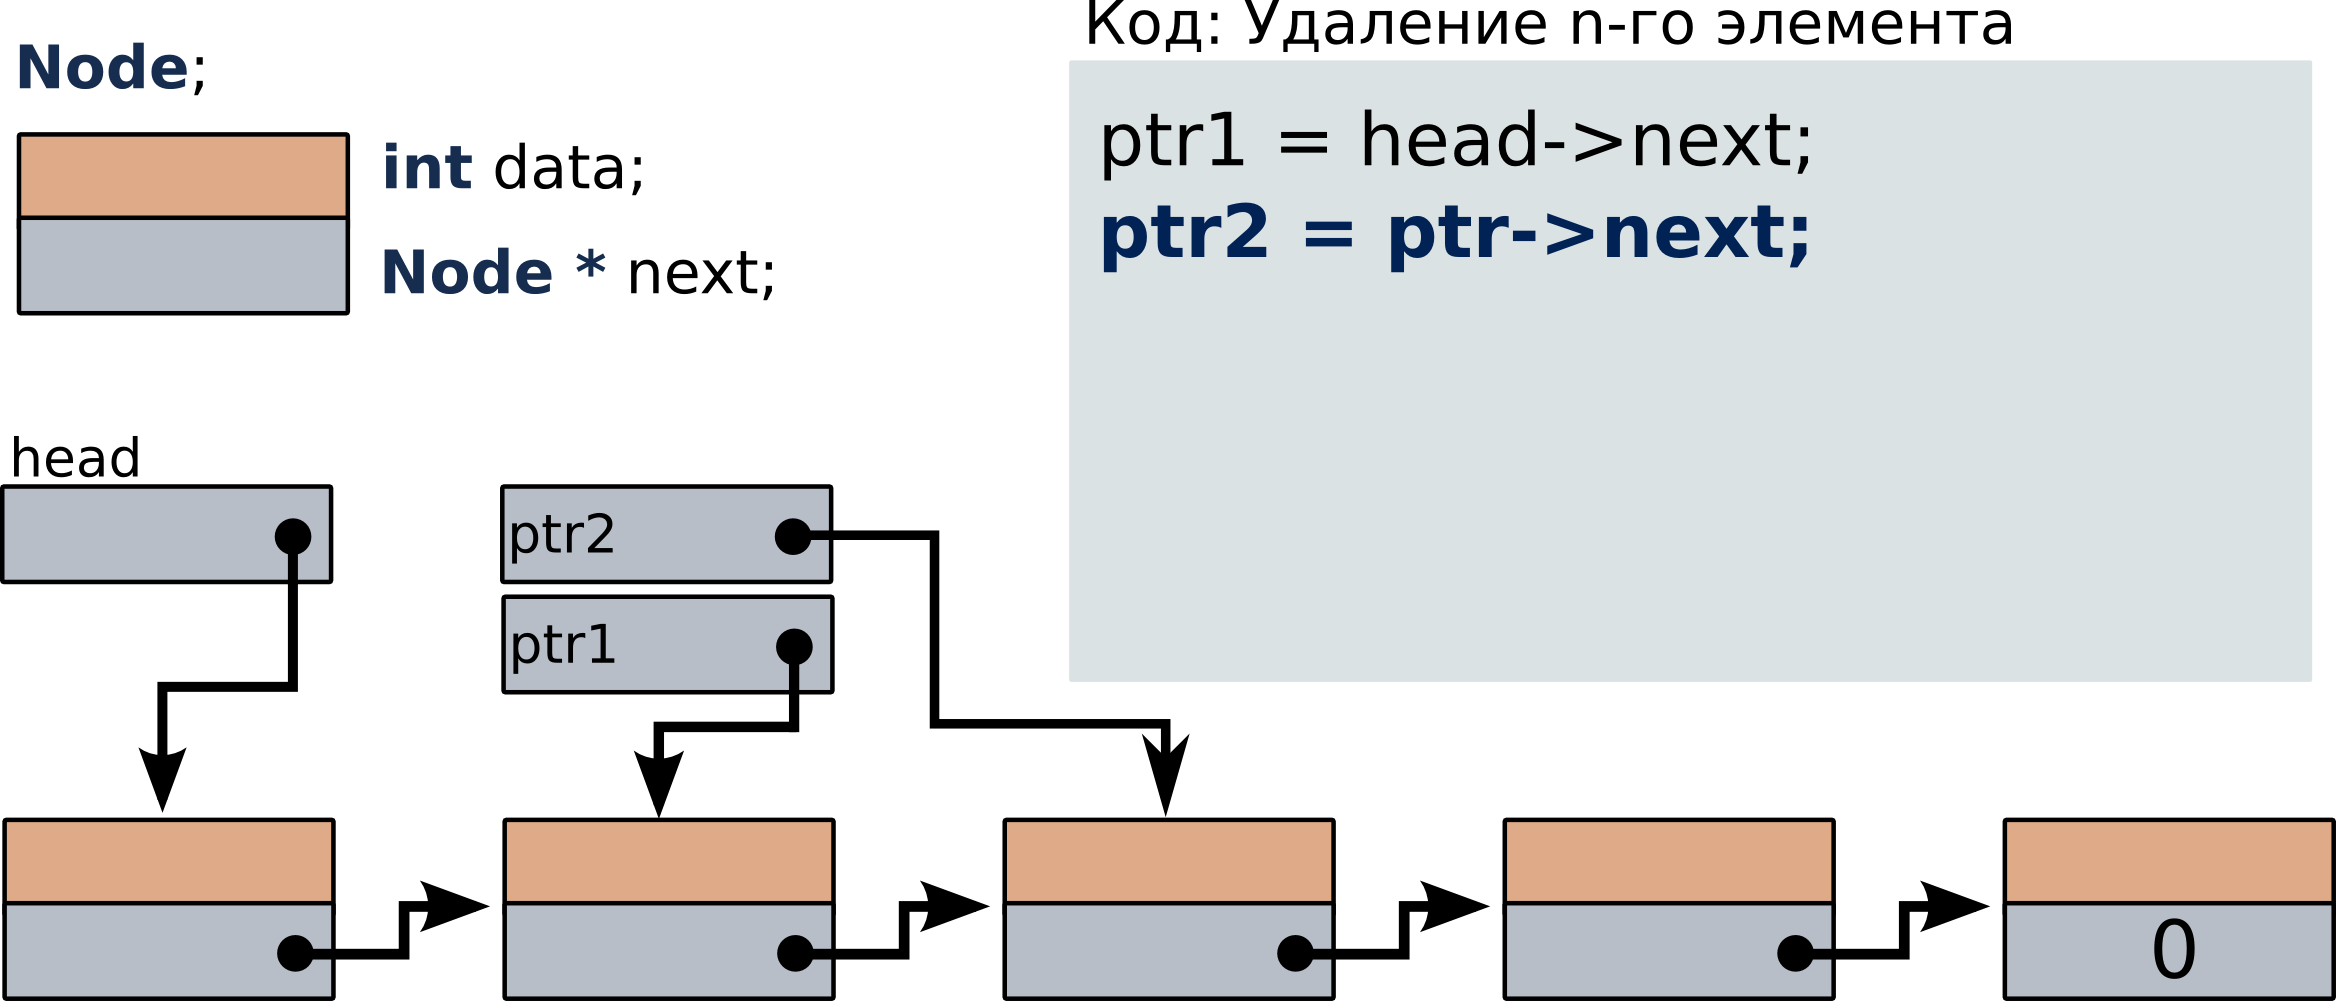 Код: Удаление n-го элемента
Node;
int data;
Node * next;
ptr1 = head->next;
ptr2 = ptr->next;
head
ptr2
ptr1
0